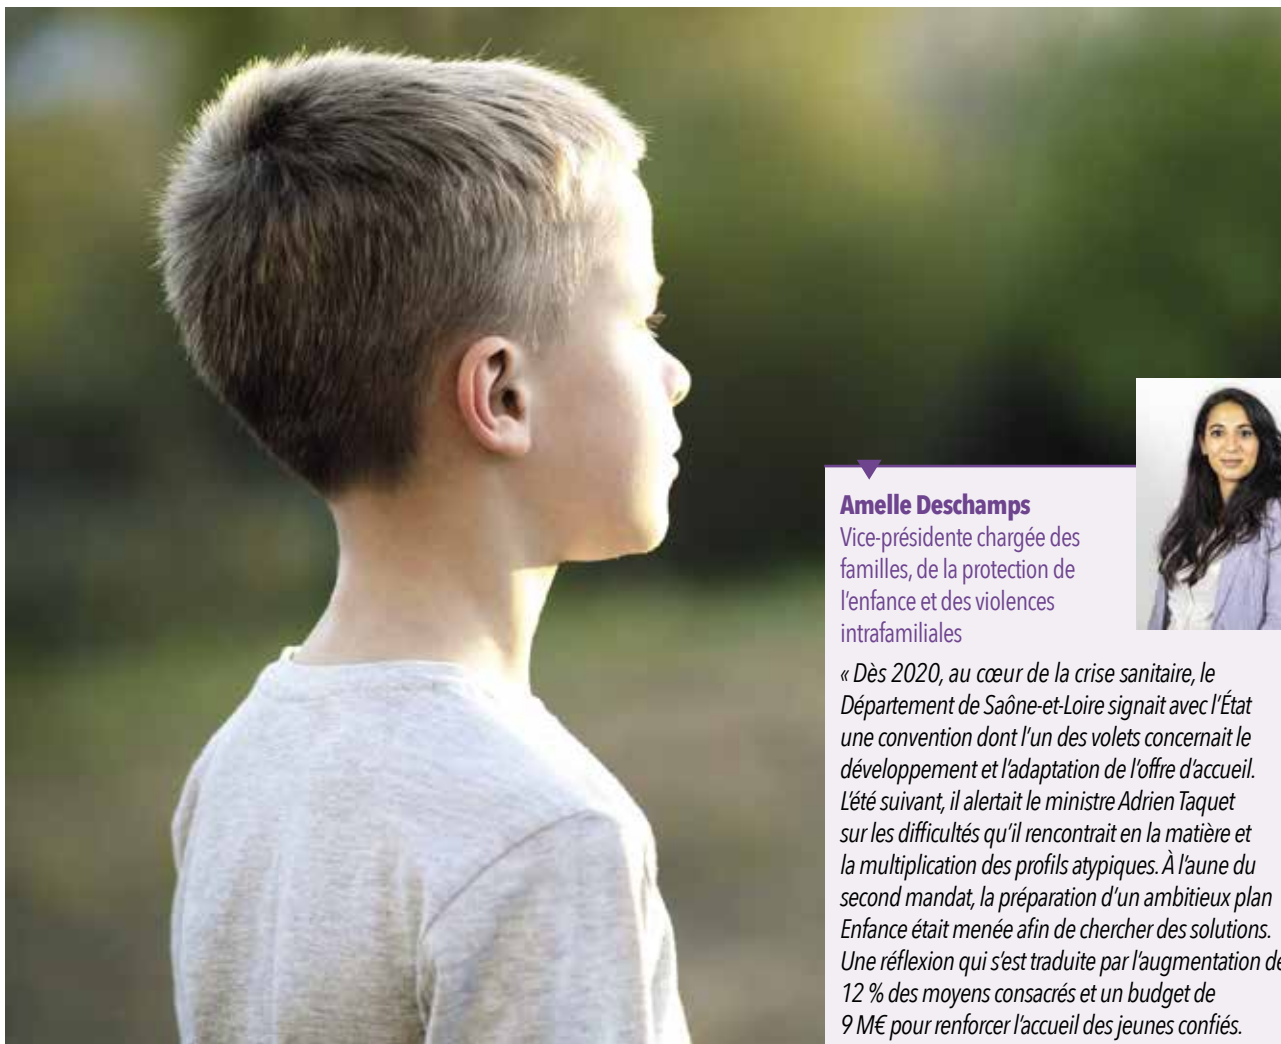 Amelle Deschamps
Vice-présidente chargée des
familles, de la protection de
l'enfance et des violences
intrafamiliales
« Dès 2020, au cœur de la crise sanitaire, le
Département de Saône-et-Loire signait avec l'État
une convention dont l'un des volets concernait le
développement et l'adaptation de l'offre d'accueil.
L'été suivant, il alertait le ministre Adrien Taquet
sur les difficultés qu'il rencontrait en la matière et
la multiplication des profils atypiques. À l'aune du
second mandat, la préparation d'un ambitieux plan
Enfance était menée afin de chercher des solutions.
Une réflexion qui s'est traduite par l'augmentation de
12 % des moyens consacrés et un budget de
9 M€ pour renforcer l'accueil des jeunes confiés.